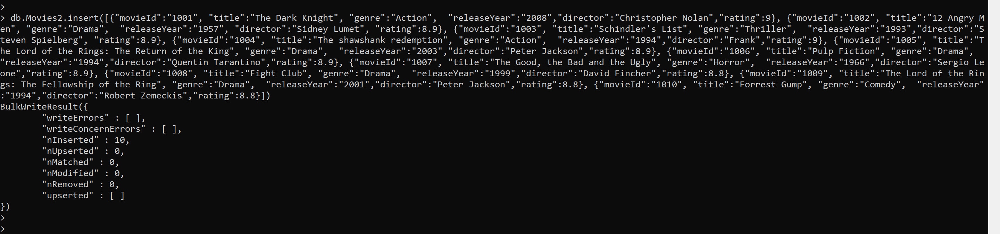 >
> db.Movies2.insert([{"movieId":"1001", "title":"The Dark Knight", "genre":"Action",  "releaseYear":"2008","director":"Christopher Nolan","rating":9}, {"movieId":"1002", "title":"12 Angry M
en", "genre":"Drama",  "releaseYear":"1957", "director":"Sidney Lumet", "rating":8.9}, {"movieId":"1003", "title":"Schindler's List", "genre":"Thriller",  "releaseYear":"1993","director":"S
teven Spielberg", "rating":8.9}, {"movieId":"1004", "title":"The shawshank redemption", "genre":"Action",  "releaseYear":"1994","director":"Frank","rating":9}, {"movieId":"1005", "title":"T
he Lord of the Rings: The Return of the King", "genre":"Drama",  "releaseYear":"2003","director":"Peter Jackson","rating":8.9}, {"movieId":"1006", "title":"Pulp Fiction", "genre":"Drama",
"releaseYear":"1994","director":"Quentin Tarantino","rating":8.9}, {"movieId":"1007", "title":"The Good, the Bad and the Ugly", "genre":"Horror",  "releaseYear":"1966","director":"Sergio Le
one","rating":8.9}, {"movieId":"1008", "title":"Fight Club", "genre":"Drama",  "releaseYear":"1999","director":"David Fincher","rating":8.8}, {"movieId":"1009", "title":"The Lord of the Rin
gs: The Fellowship of the Ring", "genre":"Drama",  "releaseYear":"2001","director":"Peter Jackson","rating":8.8}, {"movieId":"1010", "title":"Forrest Gump", "genre":"Comedy",  "releaseYear"
:"1994","director":"Robert Zemeckis","rating":8.8}])
BulkWriteResult({
        "writeErrors" : [ ],
        "writeConcernErrors" : [ ],
        "nInserted" : 10,
        "nUpserted" : 0,
        "nMatched" : 0,
        "nModified" : 0,
        "nRemoved" : 0,
        "upserted" : [ ]
})
>
>